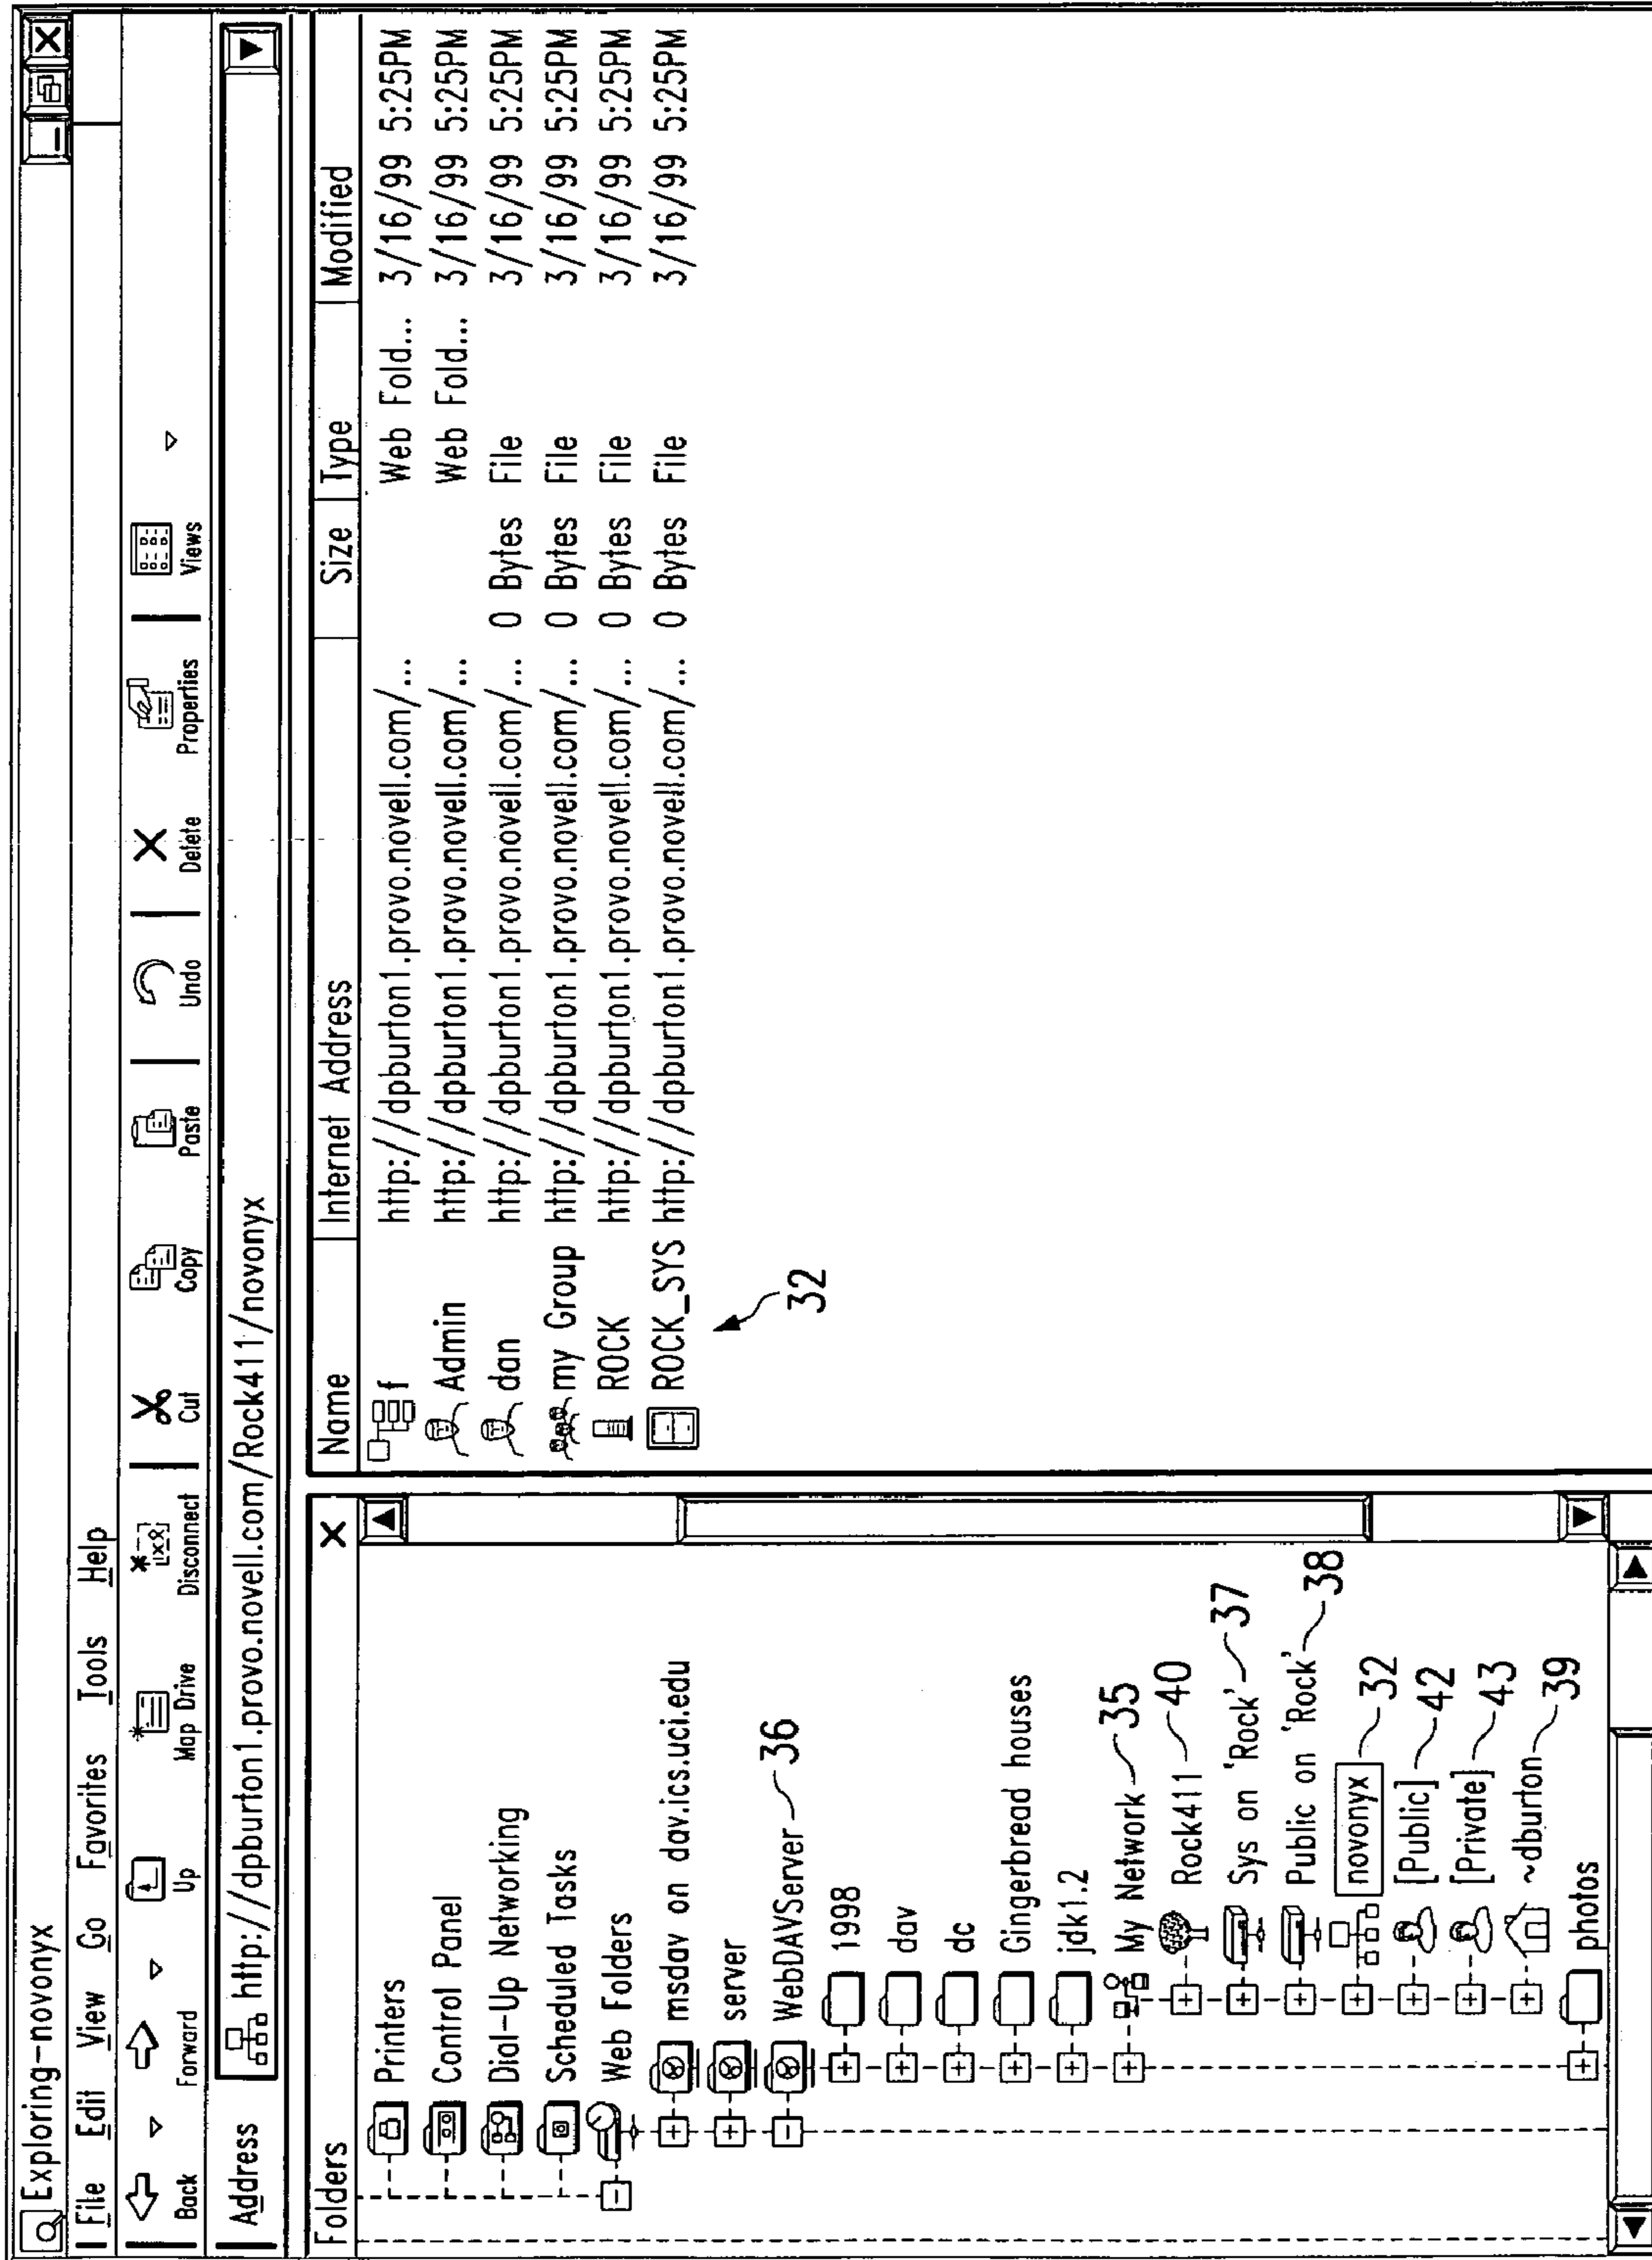 Exploring-novonyx
File Edit View Go Favorites Tools Help
Back Forward Up Map Drive Disconnect Cut Copy Paste Undo Delete Properties Views
Address http://dpburton1.provo.novell.com/Rock411/novonyx
Folders
Printers
Control Panel
Dial-Up Networking
Scheduled Tasks
Web Folders
msdav on dav.ics.uci.edu
server
WebDAVServer 36
1998
dav
dc
Gingerbread houses
jdk1.2
My Network 35
Rock411 40
Sys on 'Rock' 37
Public on 'Rock' 38
novonyx 32
[Public] 42
[Private] 43
~dburton 39
photos
Name Internet Address Size Type Modified
f http://dpburton1.provo.novell.com/... Web Fold... 3/16/99 5:25PM
Admin http://dpburton1.provo.novell.com/... Web Fold... 3/16/99 5:25PM
dan http://dpburton1.provo.novell.com/... 0 Bytes File 3/16/99 5:25PM
my Group http://dpburton1.provo.novell.com/... 0 Bytes File 3/16/99 5:25PM
ROCK http://dpburton1.provo.novell.com/... 0 Bytes File 3/16/99 5:25PM
ROCK_SYS http://dpburton1.provo.novell.com/... 0 Bytes File 3/16/99 5:25PM
32